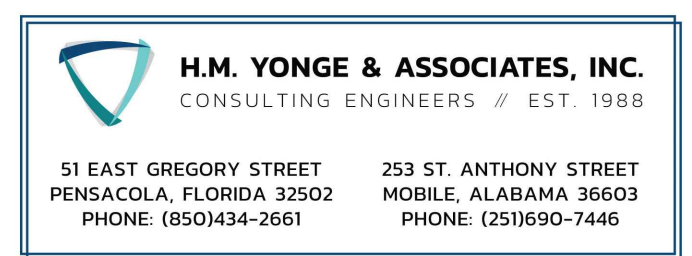 H.M. YONGE & ASSOCIATES, INC.
CONSULTING ENGINEERS // EST. 1988
51 EAST GREGORY STREET
PENSACOLA, FLORIDA 32502
PHONE: (850)434-2661
253 ST. ANTHONY STREET
MOBILE, ALABAMA 36603
PHONE: (251)690-7446